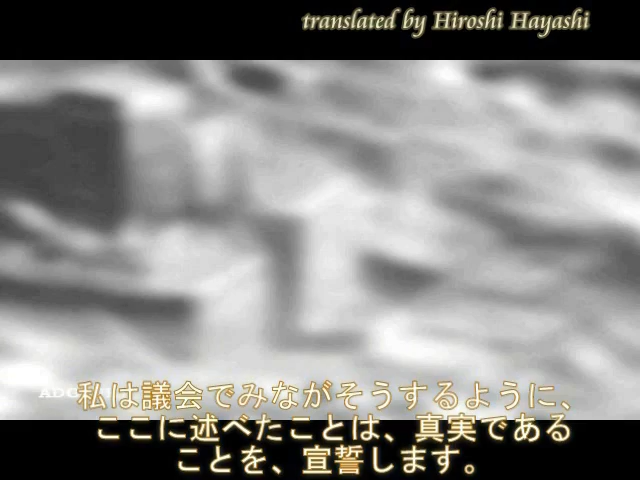 translated by Hiroshi Hayashi
私は議会でみながそうするように、
ここに述べたことは、真実である
ことを、宣誓します。